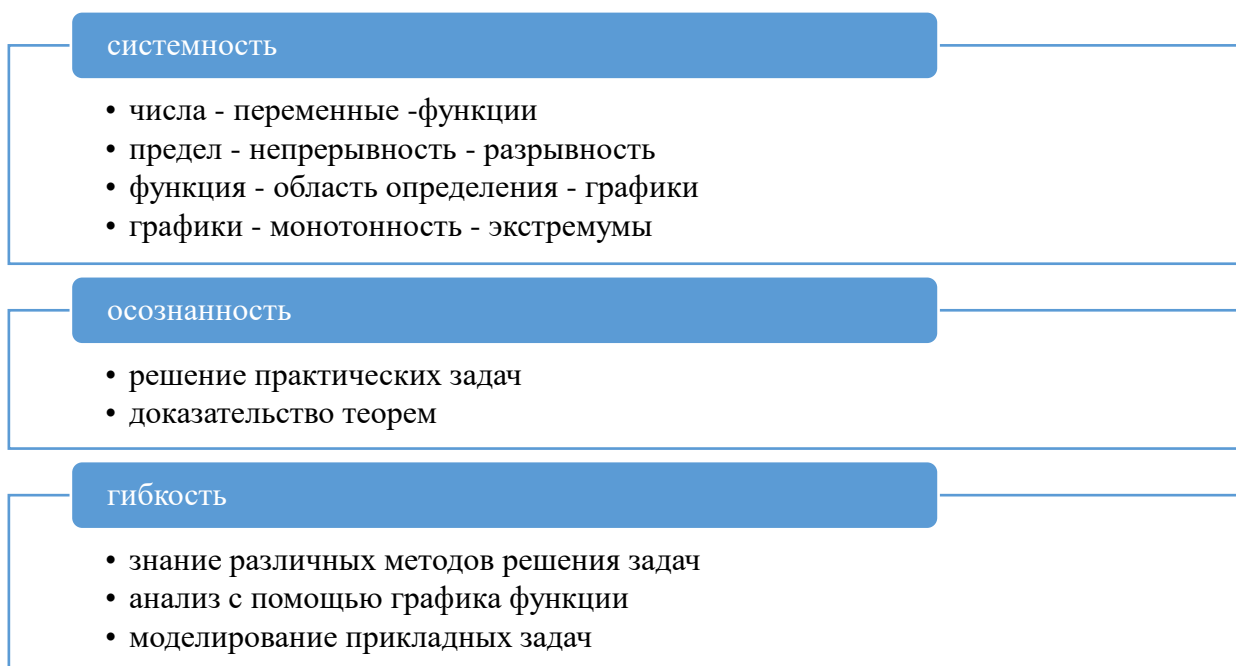 системность
• числа - переменные -функции
• предел - непрерывность - разрывность
• функция - область определения - графики
• графики - монотонность - экстремумы
осознанность
• решение практических задач
• доказательство теорем
гибкость
• знание различных методов решения задач
• анализ с помощью графика функции
• моделирование прикладных задач